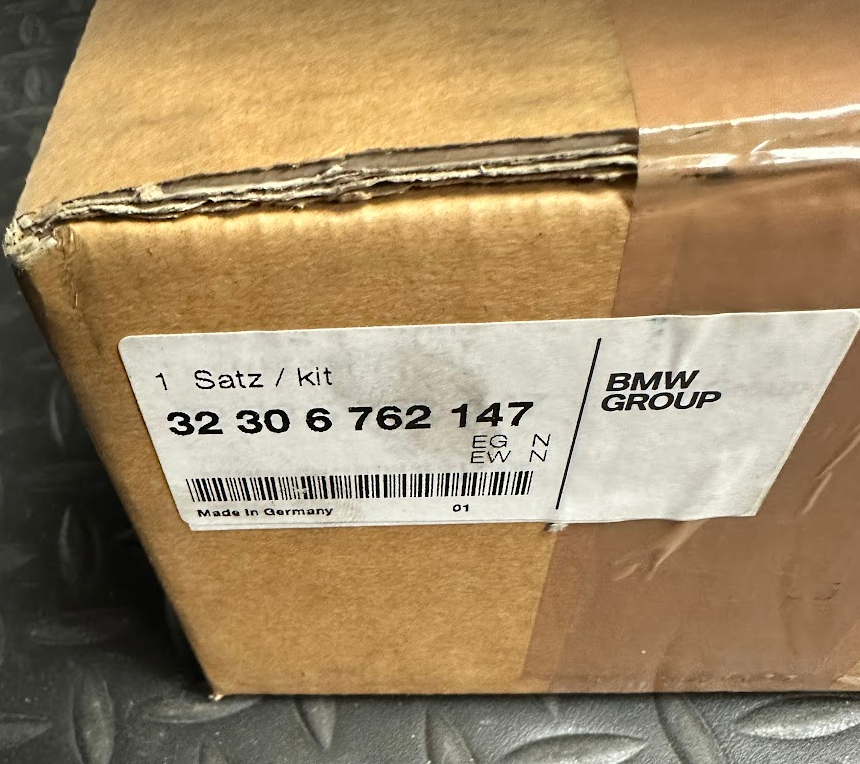 1 Satz / kit
32 30 6 762 147
EG N
EW N
Made in Germany 01
BMW
GROUP